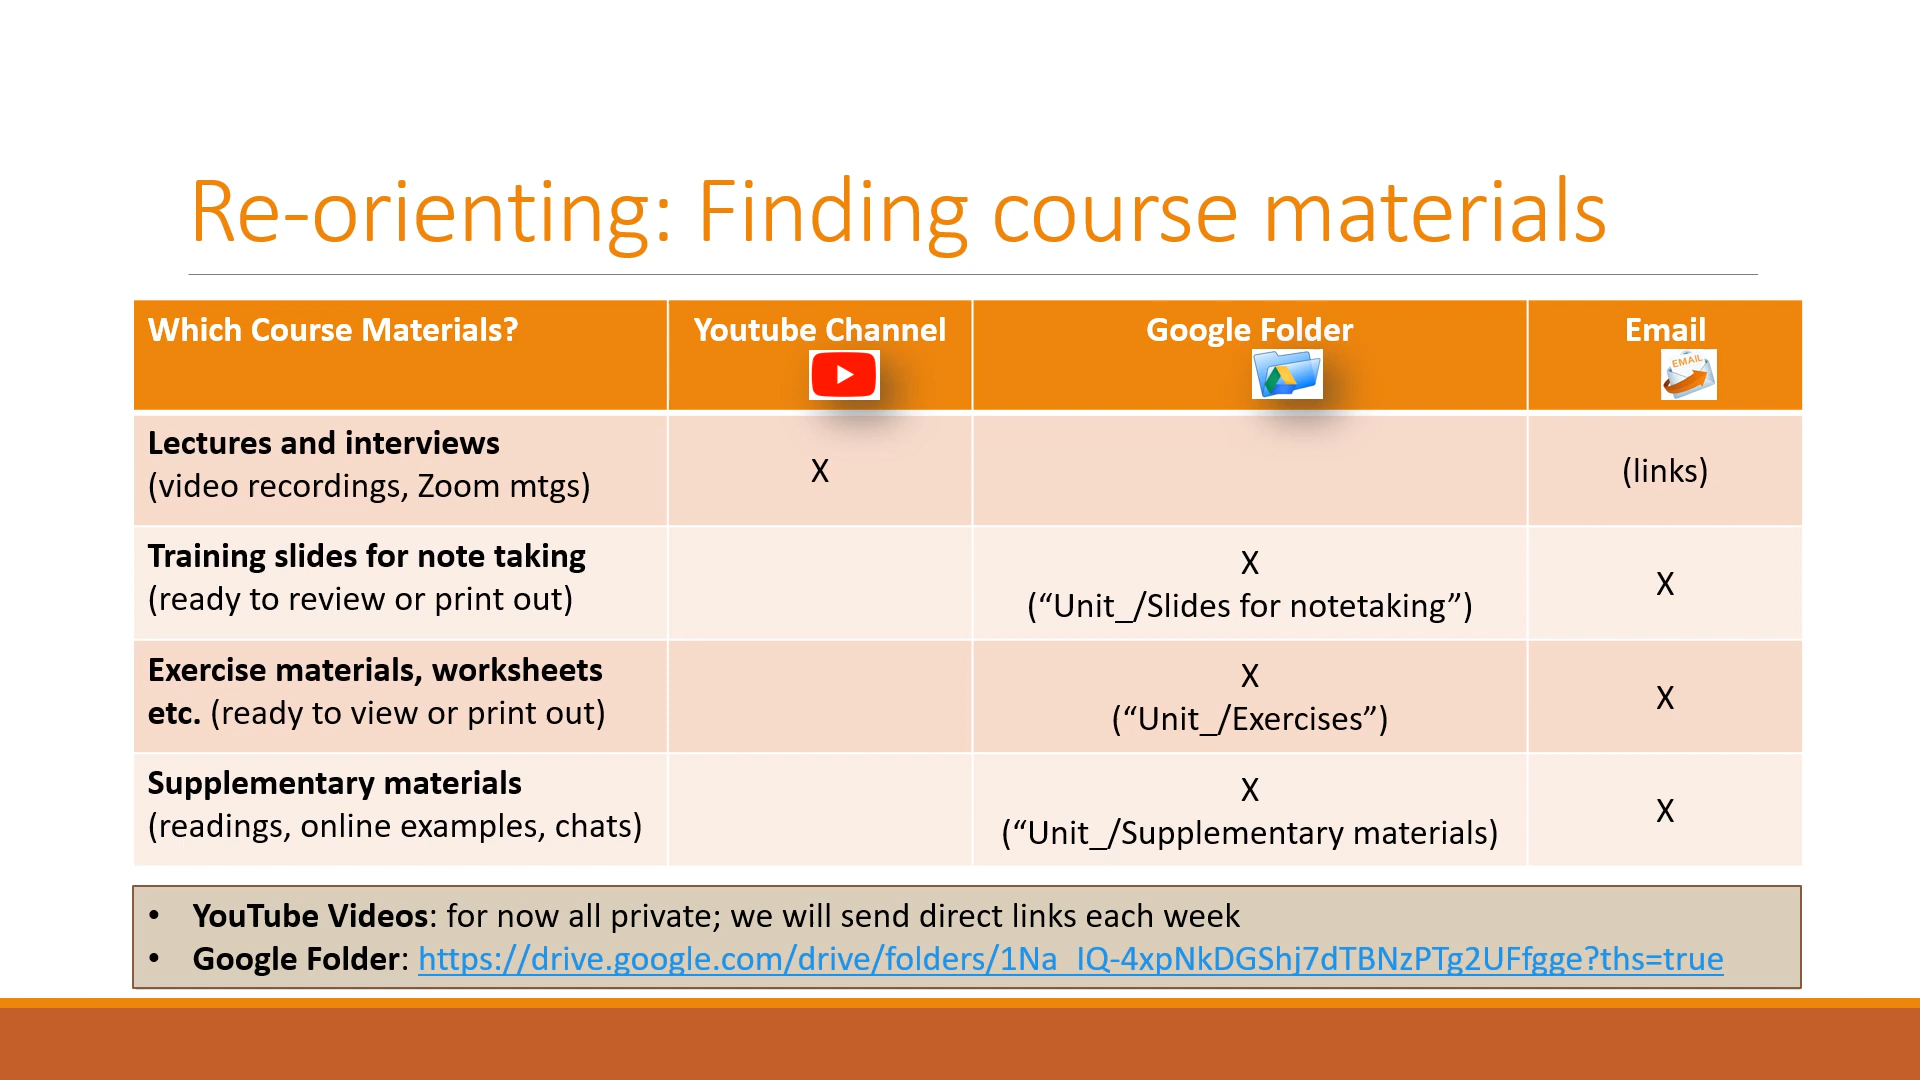 Re-orienting: Finding course materials
Which Course Materials?
Youtube Channel
Google Folder
Email
EMAIL
Lectures and interviews
(video recordings, Zoom mtgs)
X
(links)
Training slides for note taking
(ready to review or print out)
X
(“Unit_/Slides for notetaking”)
X
Exercise materials, worksheets
etc. (ready to view or print out)
X
(“Unit_/Exercises”)
X
Supplementary materials
(readings, online examples, chats)
X
(“Unit_/Supplementary materials)
X
• YouTube Videos: for now all private; we will send direct links each week
• Google Folder: https://drive.google.com/drive/folders/1Na_IQ-4xpNkDGShj7dTBNzPTg2UFfgge?ths=true